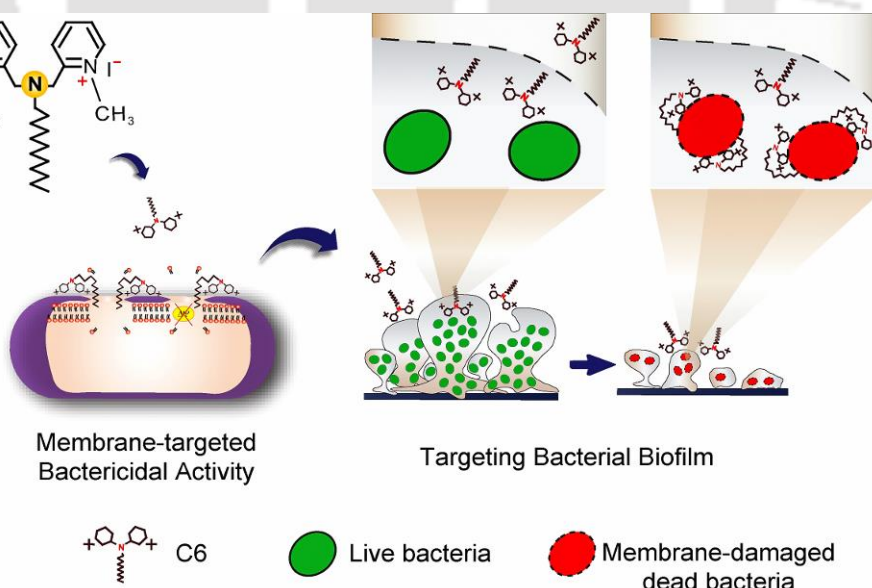 N
N
+
I⁻
CH₃
Membrane-targeted
Bactericidal Activity
Targeting Bacterial Biofilm
C6
Live bacteria
Membrane-damaged
dead bacteria